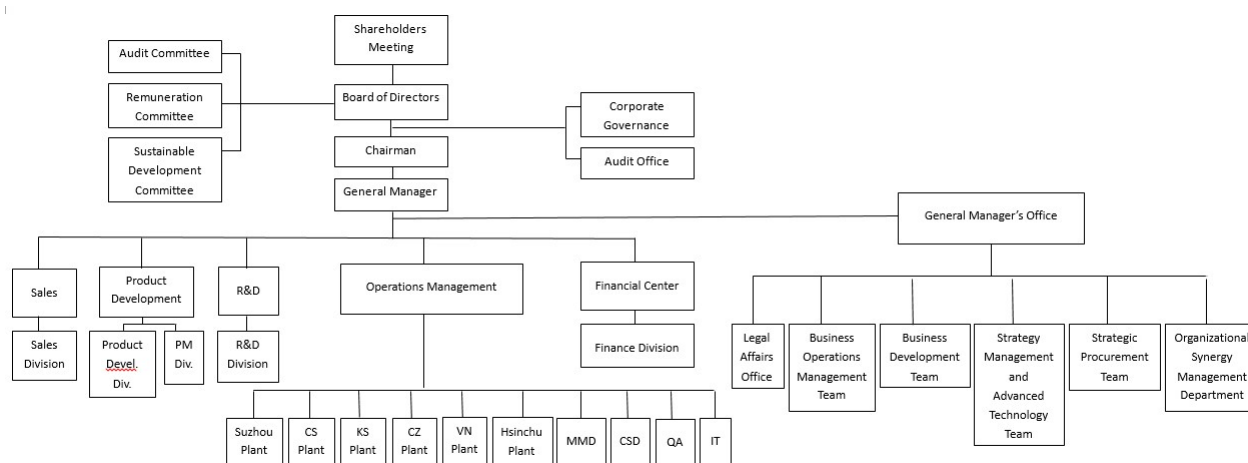 Shareholders
Meeting
Audit Committee
Remuneration
Committee
Sustainable
Development
Committee
Board of Directors
Corporate
Governance
Audit Office
Chairman
General Manager
General Manager's Office
Sales
Product
Development
R&D
Operations Management
Financial Center
Sales
Division
Product
Devel.
Div.
PM
Div.
R&D
Division
Finance Division
Legal
Affairs
Office
Business
Operations
Management
Team
Business
Development
Team
Strategy
Management
and
Advanced
Technology
Team
Strategic
Procurement
Team
Organizational
Synergy
Management
Department
Suzhou
Plant
CS
Plant
KS
Plant
CZ
Plant
VN
Plant
Hsinchu
Plant
MMD
CSD
QA
IT